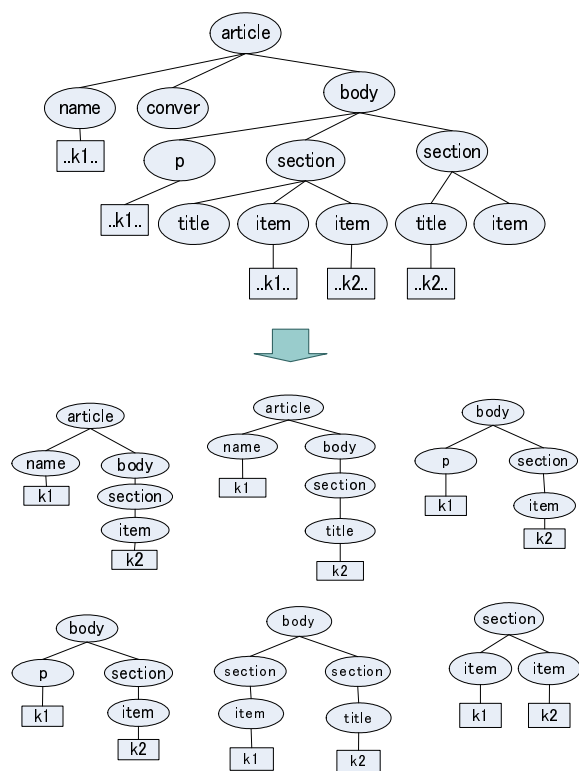 article
name conver body
..k1.. p section section
..k1.. title item item title item
..k1.. ..k2.. ..k2..
article article body
name body name body p section
k1 section k1 section k1 item
item title k2
k2 k2
body body section
p section section section item item
k1 item item title k1 k2
k2 k1 k2